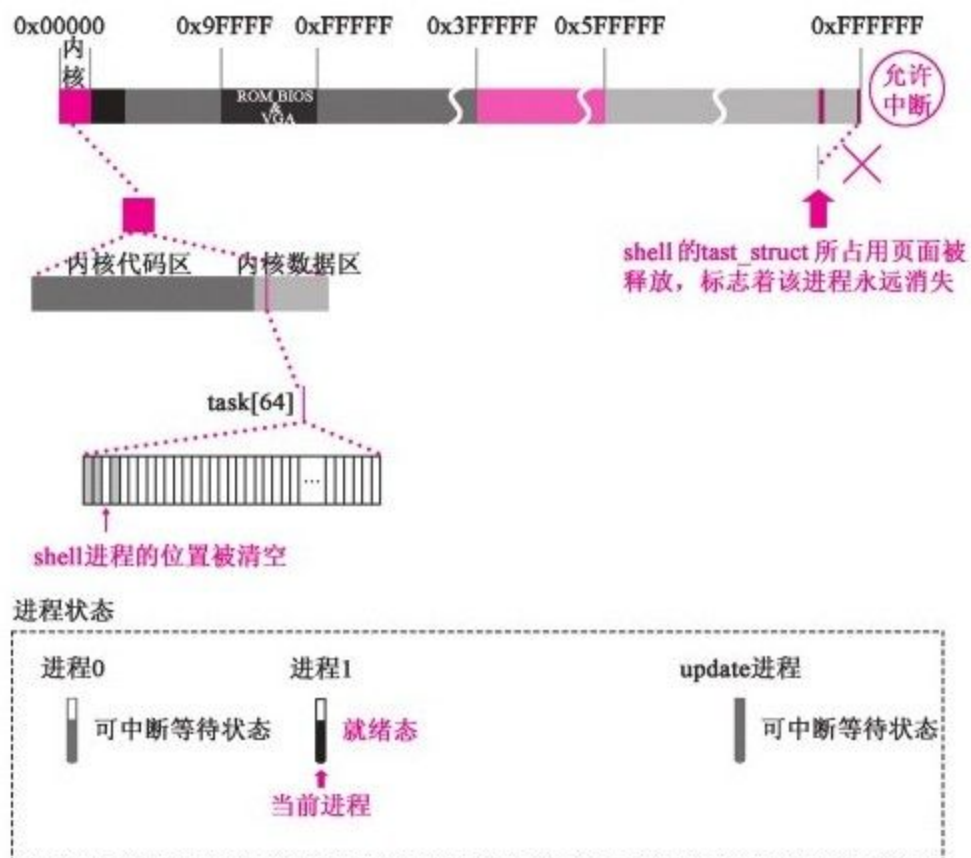 0x00000 0x9FFFF 0xFFFFF 0x3FFFFF 0x5FFFFF 0xFFFFFF
内
核
ROM BIOS
&
VGA
允许
中断
shell的tast_struct 所占用页面被
释放，标志着该进程永远消失
内核代码区 内核数据区
task[64]
...
shell进程的位置被清空
进程状态
进程0 进程1 update进程
可中断等待状态 就绪态 可中断等待状态
当前进程